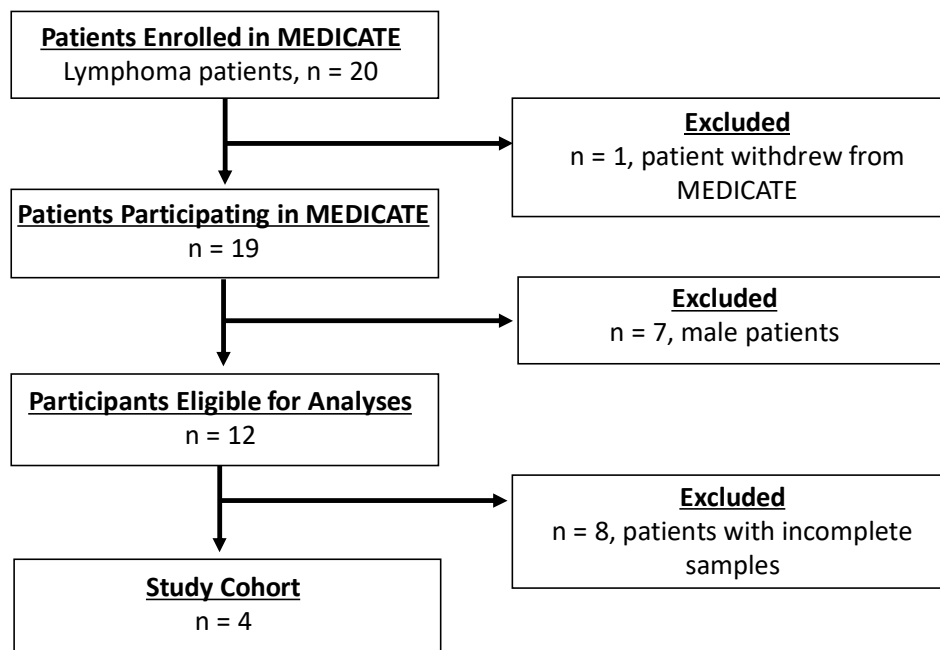 Patients Enrolled in MEDICATE
Lymphoma patients, n = 20
Excluded
n = 1, patient withdrew from
MEDICATE
Patients Participating in MEDICATE
n = 19
Excluded
n = 7, male patients
Participants Eligible for Analyses
n = 12
Excluded
n = 8, patients with incomplete
samples
Study Cohort
n = 4